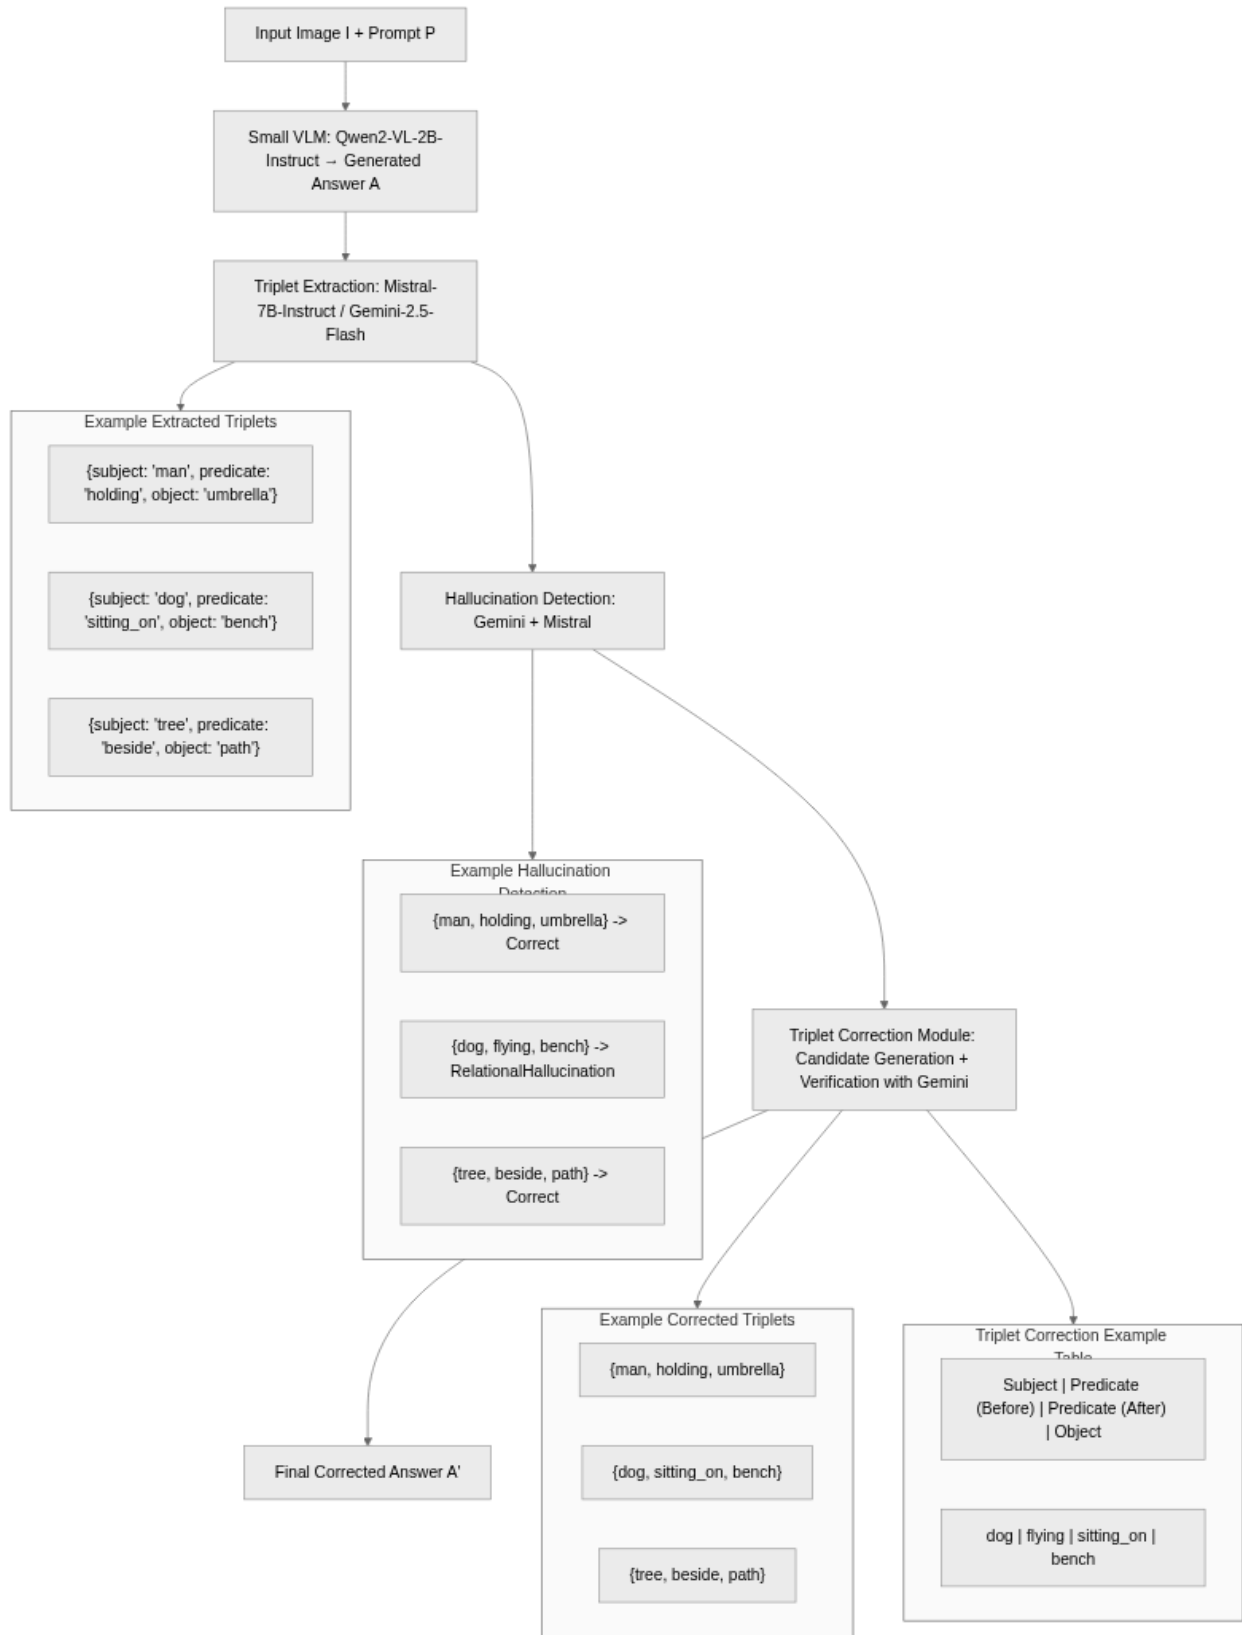 Input Image I + Prompt P
Small VLM: Qwen2-VL-2B-
Instruct → Generated
Answer A
Triplet Extraction: Mistral-
7B-Instruct / Gemini-2.5-
Flash
Example Extracted Triplets
{subject: 'man', predicate:
'holding', object: 'umbrella'}
{subject: 'dog', predicate:
'sitting_on', object: 'bench'}
{subject: 'tree', predicate:
'beside', object: 'path'}
Hallucination Detection:
Gemini + Mistral
Example Hallucination
Detection
{man, holding, umbrella} ->
Correct
{dog, flying, bench} ->
RelationalHallucination
{tree, beside, path} ->
Correct
Triplet Correction Module:
Candidate Generation +
Verification with Gemini
Final Corrected Answer A'
Example Corrected Triplets
{man, holding, umbrella}
{dog, sitting_on, bench}
{tree, beside, path}
Triplet Correction Example
Table
Subject | Predicate
(Before) | Predicate (After)
| Object
dog | flying | sitting_on |
bench